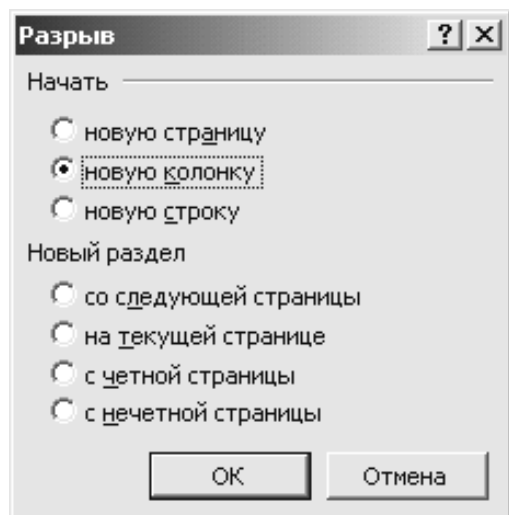 Разрыв
Начать
новую страницу
новую колонку
новую строку
Новый раздел
со следующей страницы
на текущей странице
с четной страницы
с нечетной страницы
ОК
Отмена